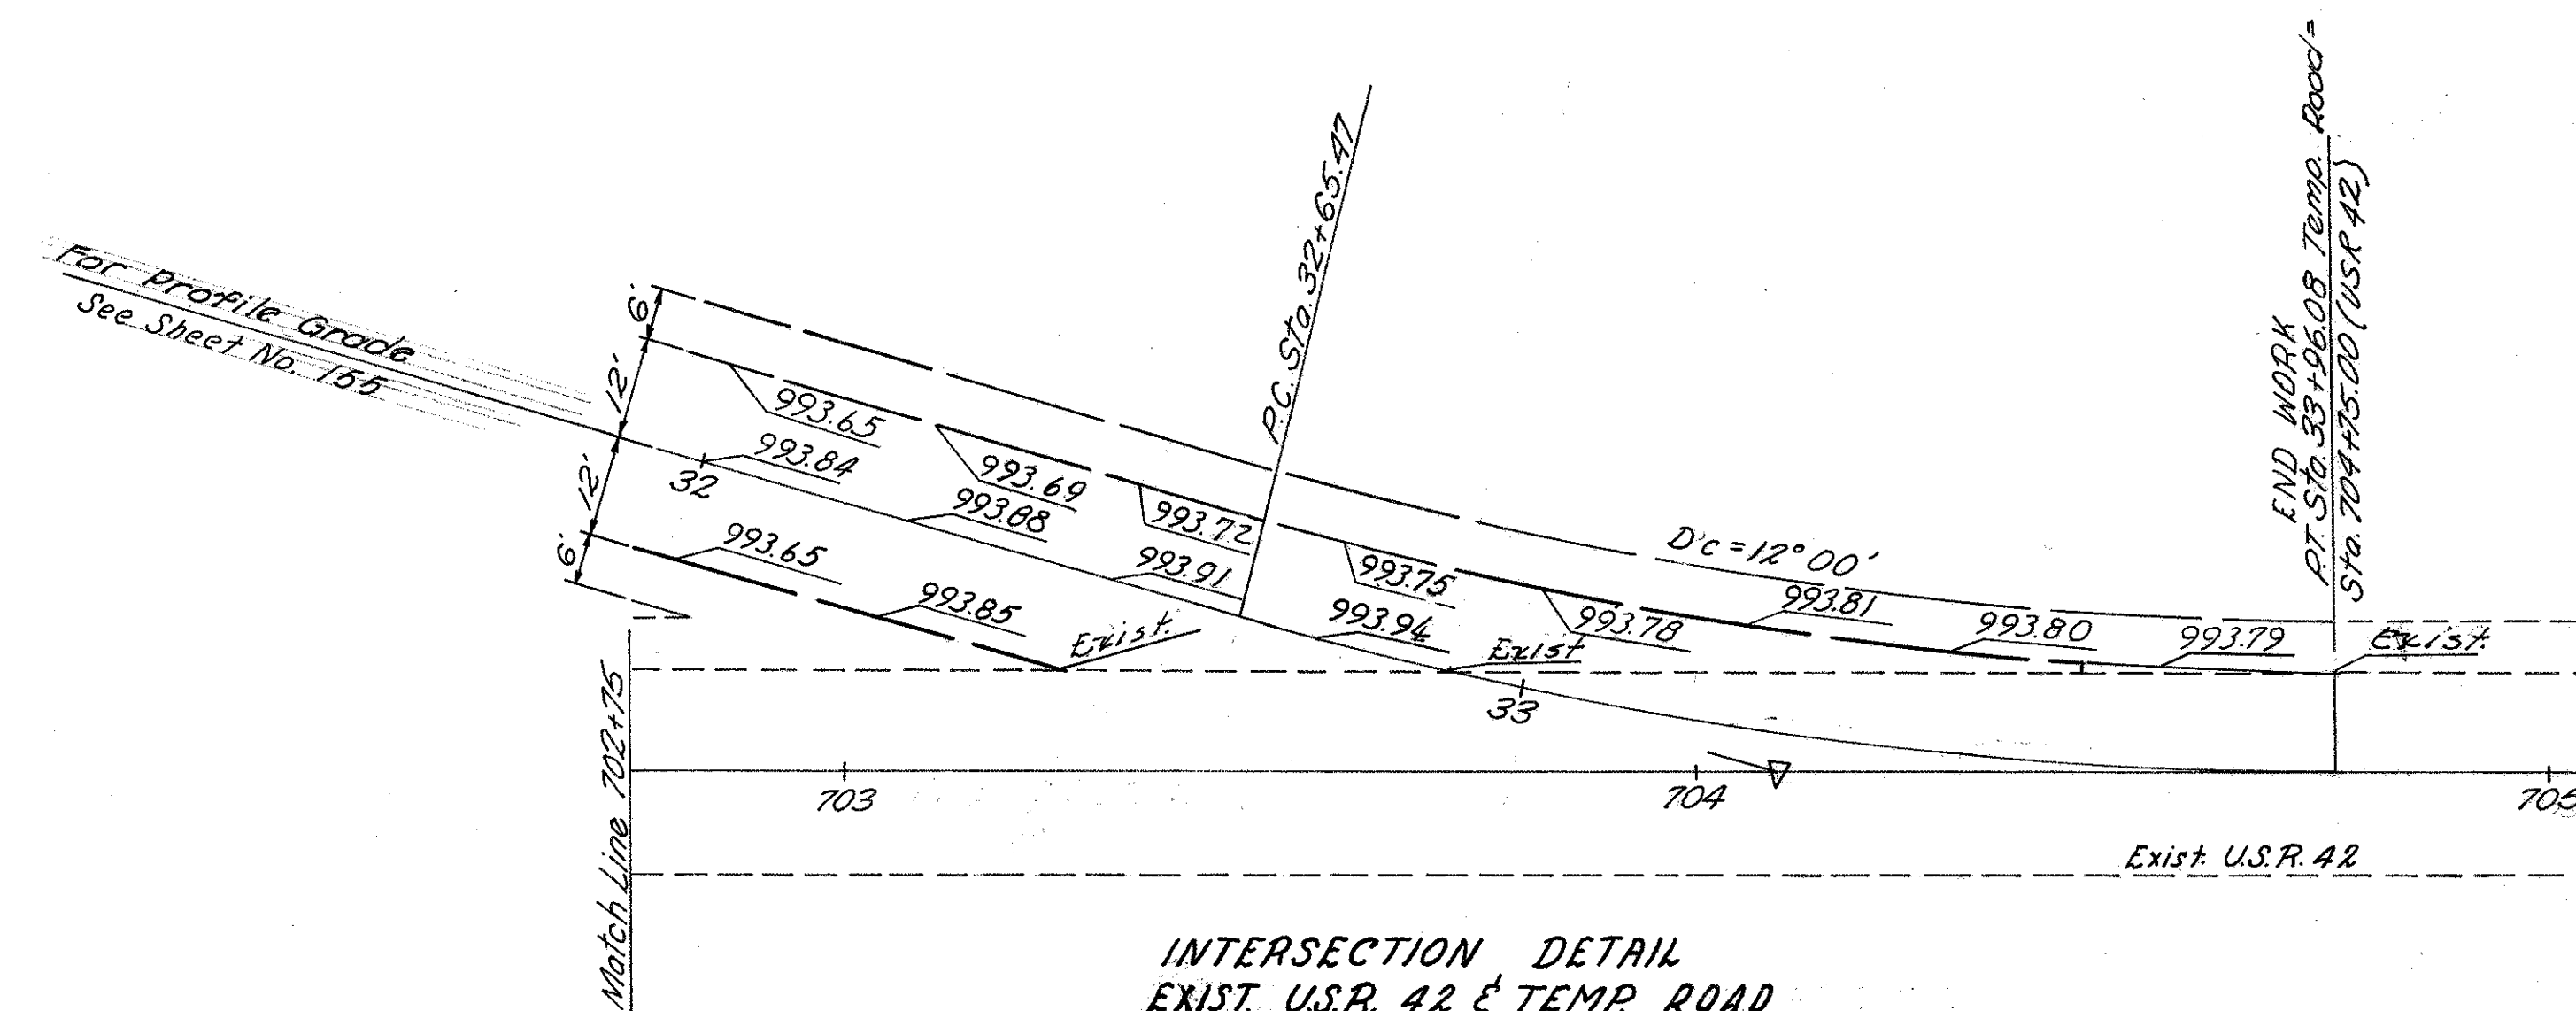 For Profile Grade
See Sheet No. 155
6'
12'
12'
6'
993.65
993.84
32
993.65
993.69
993.88
993.85
993.72
993.91
Exist.
P.C. Sta. 32+65.47
993.75
993.94
Exist
33
993.78
D'c = 12° 00'
993.81
993.80
993.79
Exist.
END WORK
P.T. Sta. 33+96.08 Temp. Road=
Sta. 704+75.00 (USR 42)
Match Line 702+75
703
704
705
Exist. U.S.R. 42
INTERSECTION DETAIL
EXIST. U.S.R. 42 & TEMP. ROAD